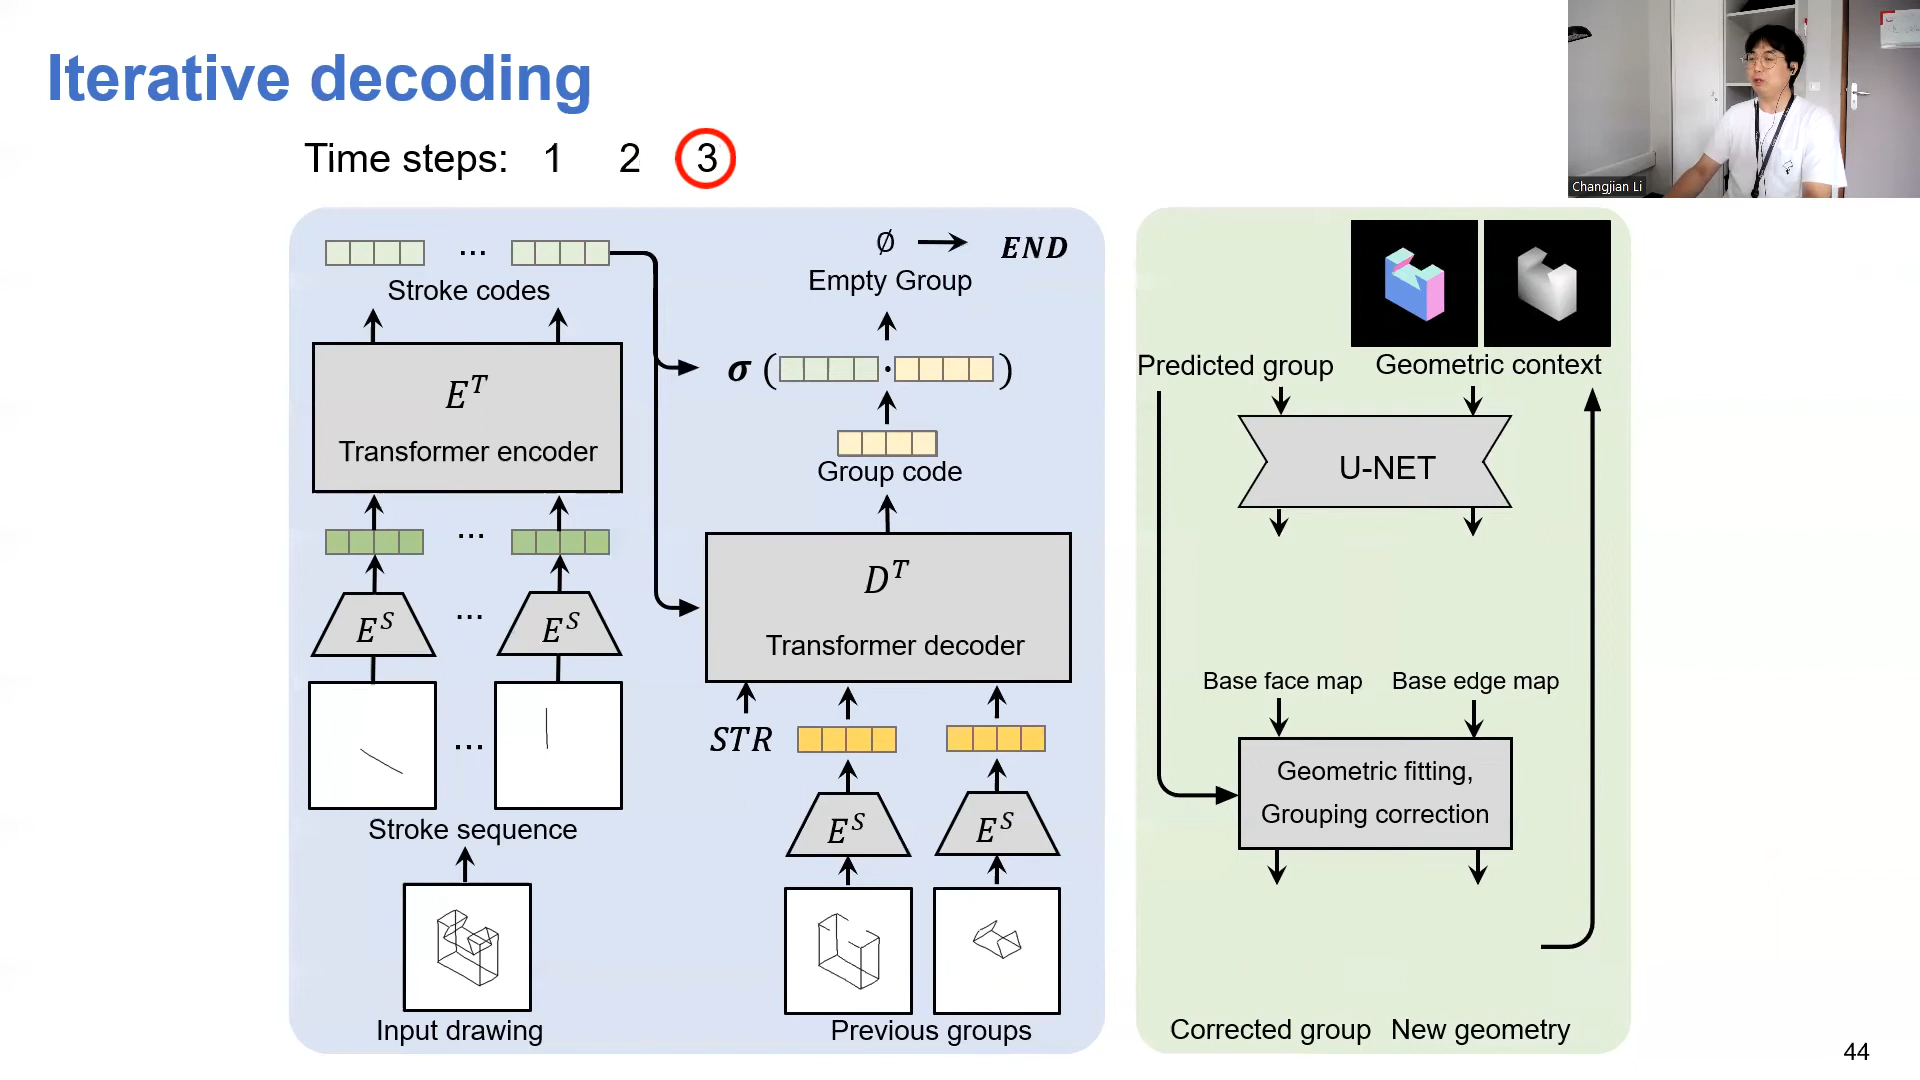 Iterative decoding
Time steps: 1 2 3
Changjian Li
... 
Stroke codes
∅ → END
Empty Group
σ ( · )
E^T
Transformer encoder
Group code
...
E^S ... E^S
...
Stroke sequence
Input drawing
D^T
Transformer decoder
STR
E^S E^S
Previous groups
Predicted group Geometric context
U-NET
Base face map Base edge map
Geometric fitting,
Grouping correction
Corrected group New geometry
44